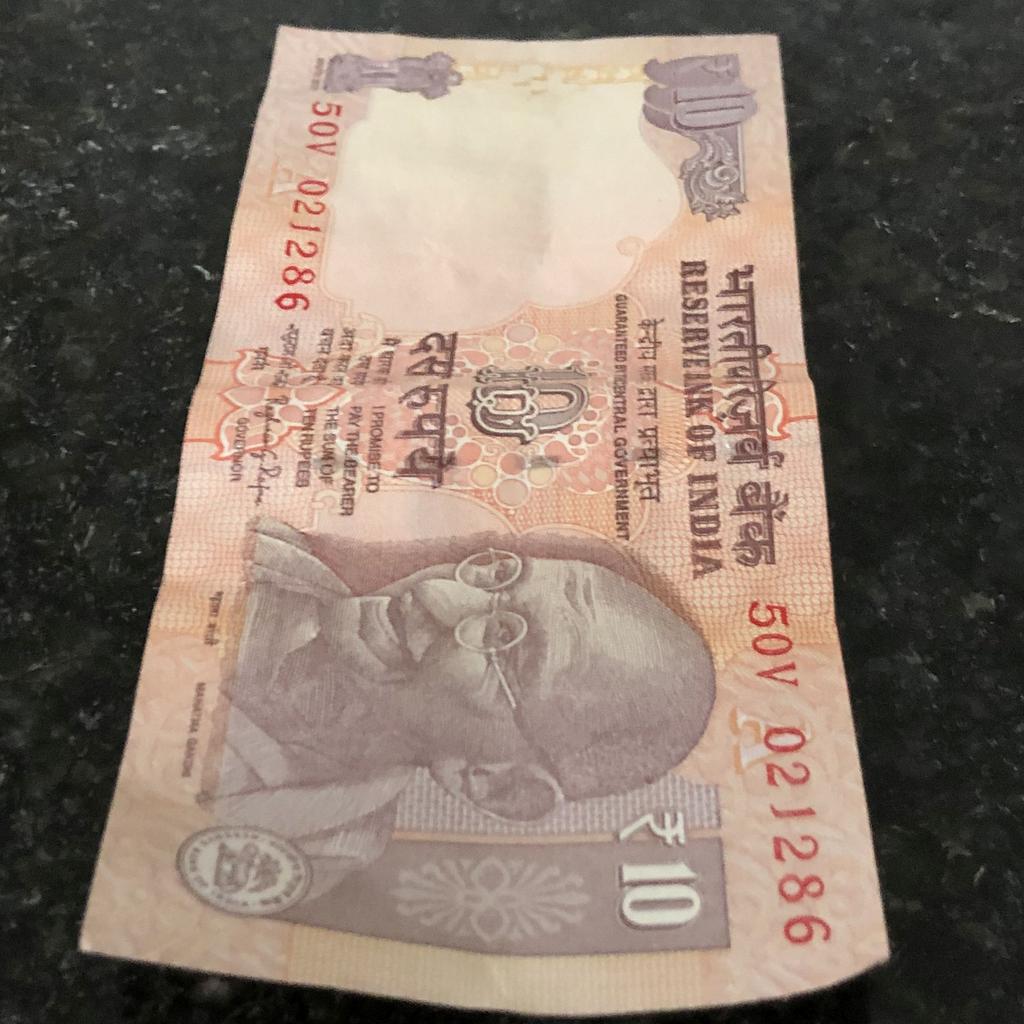 भारतीय रिज़र्व बैंक
RESERVE BANK OF INDIA
केन्द्रीय सरकार द्वारा प्रत्याभूत
GUARANTEED BY CENTRAL GOVERNMENT
₹10
50V 021286
10
दस रुपये
I PROMISE TO
PAY THE BEARER
THE SUM OF
TEN RUPEES
GOVERNOR
50V 021286
₹10
MAHATMA GANDHI